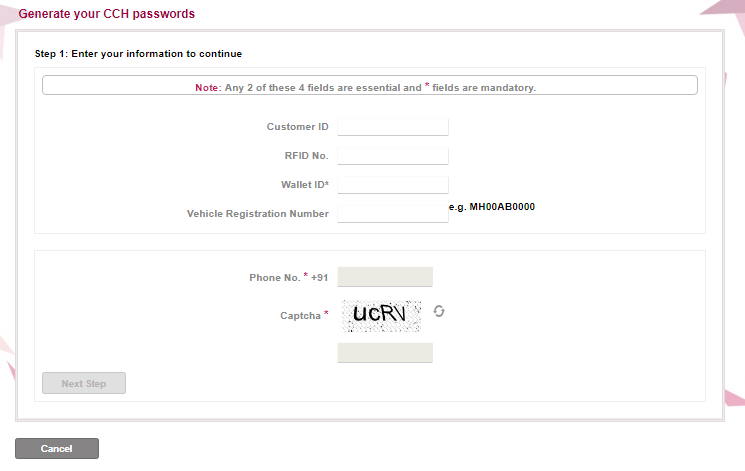 Generate your CCH passwords
Step 1: Enter your information to continue
Note: Any 2 of these 4 fields are essential and * fields are mandatory.
Customer ID
RFID No.
Wallet ID*
Vehicle Registration Number e.g. MH00AB0000
Phone No. * +91
Captcha * ucRV
Next Step
Cancel